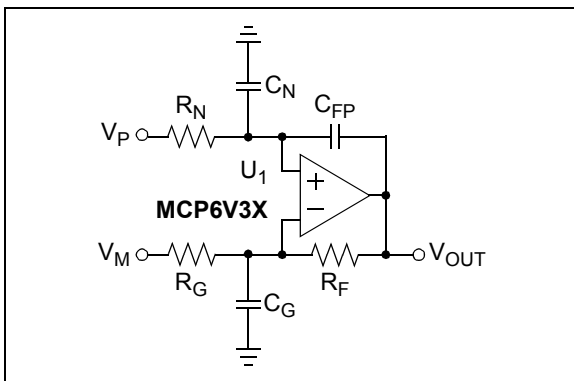 C_N
R_N
C_FP
V_P
U_1
+
MCP6V3X
−
V_M
V_OUT
R_G
R_F
C_G